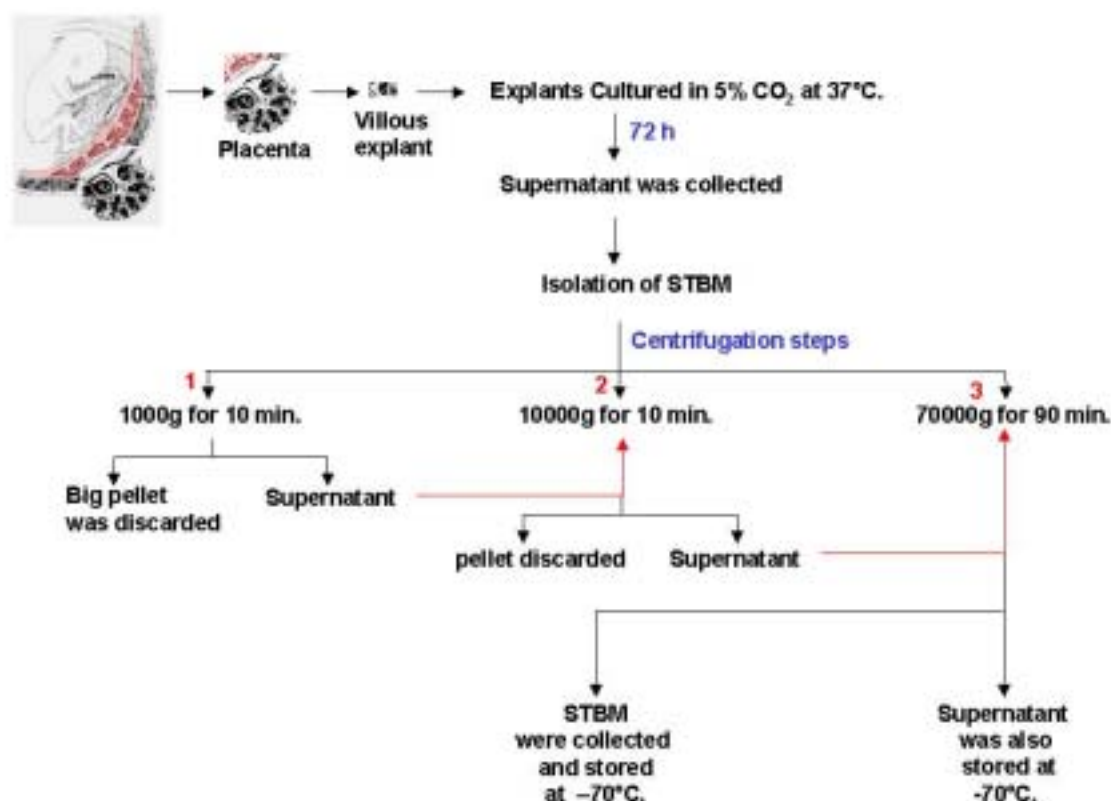 Placenta
Villous
explant
Explants Cultured in 5% CO₂ at 37°C.
72 h
Supernatant was collected
Isolation of STBM
Centrifugation steps
1
1000g for 10 min.
2
10000g for 10 min.
3
70000g for 90 min.
Big pellet
was discarded
Supernatant
pellet discarded
Supernatant
STBM
were collected
and stored
at –70°C.
Supernatant
was also
stored at
-70°C.